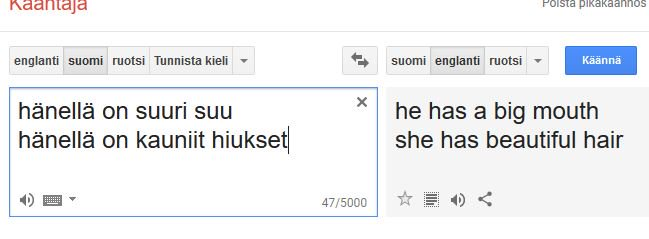 Kääntäjä
Poista pikakäännös
englanti suomi ruotsi Tunnista kieli
suomi englanti ruotsi Käännä
hänellä on suuri suu
hänellä on kauniit hiukset
47/5000
he has a big mouth
she has beautiful hair